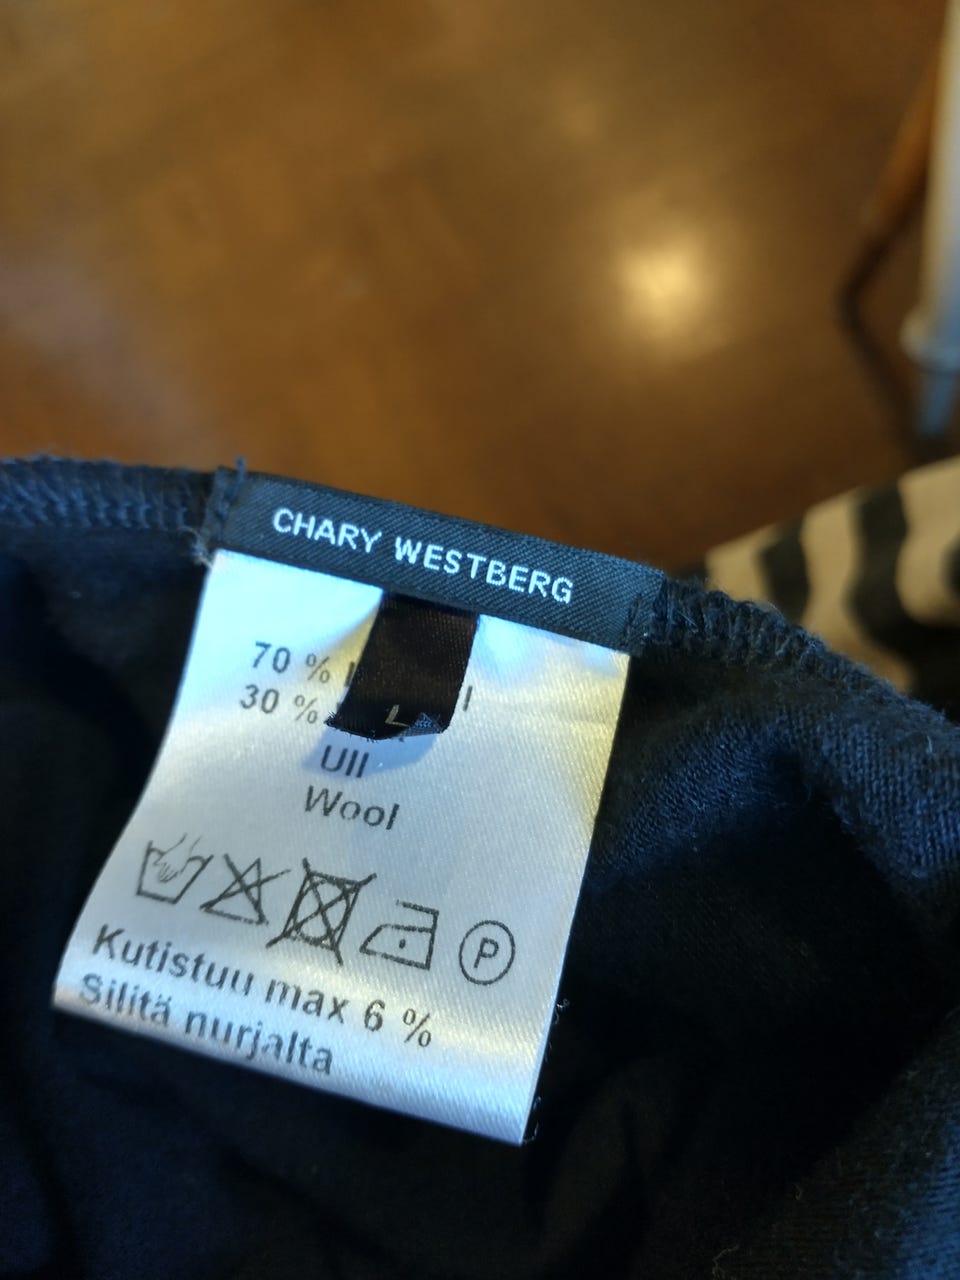 CHARY WESTBERG
70 %
30 %
L
Ull
Wool
P
Kutistuu max 6 %
Silitä nurjalta